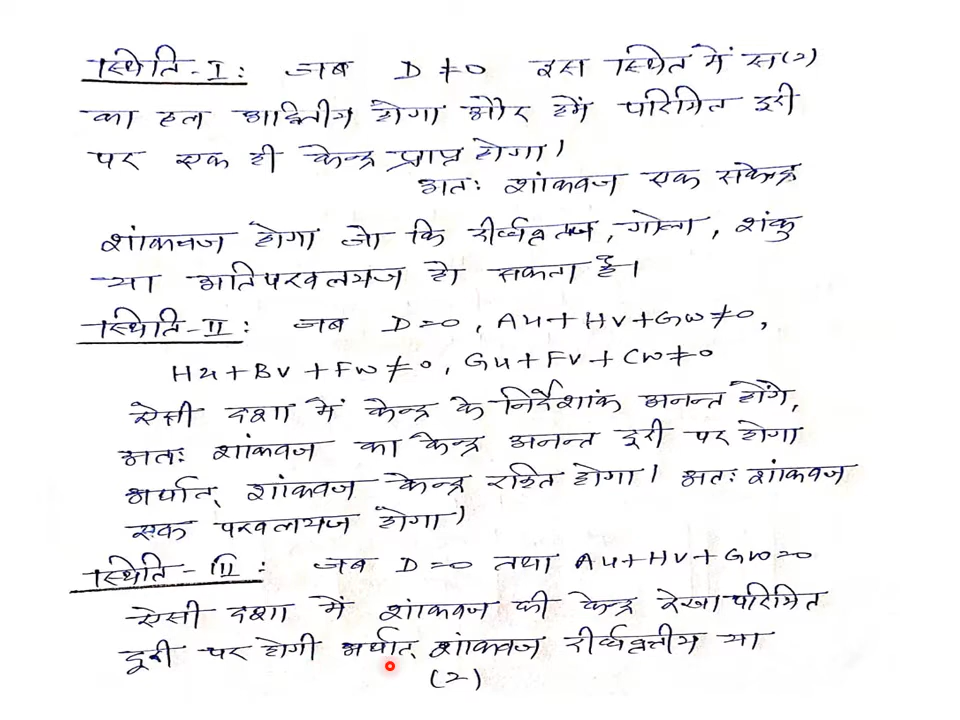 स्थिति-I: जब D ≠ 0 इस स्थित में स(2)
का हल अद्वितीय होगा और हमें परिमित दूरी
पर एक ही केन्द्र प्राप्त होगा।
अतः शांकवज एक संकेन्द्र
शांकवज होगा जो कि दीर्घवृत्तज, गोला, शंकु
या अतिपरवलयज हो सकता है।
स्थिति-II: जब D=0, Au+Hv+Gw≠0,
Hu+Bv+Fw≠0, Gu+Fv+Cw≠0
ऐसी दशा में केन्द्र के निर्देशांक अनन्त होंगे,
अतः शांकवज का केन्द्र अनन्त दूरी पर होगा
अर्थात् शांकवज केन्द्र रहित होगा। अतः शांकवज
एक परवलयज होगा।
स्थिति-III: जब D=0 तथा Au+Hv+Gw=0
ऐसी दशा में शांकवज की केन्द्र रेखा परिमित
दूरी पर होगी अर्थात् शांकवज दीर्घवृत्तीय या
(2)